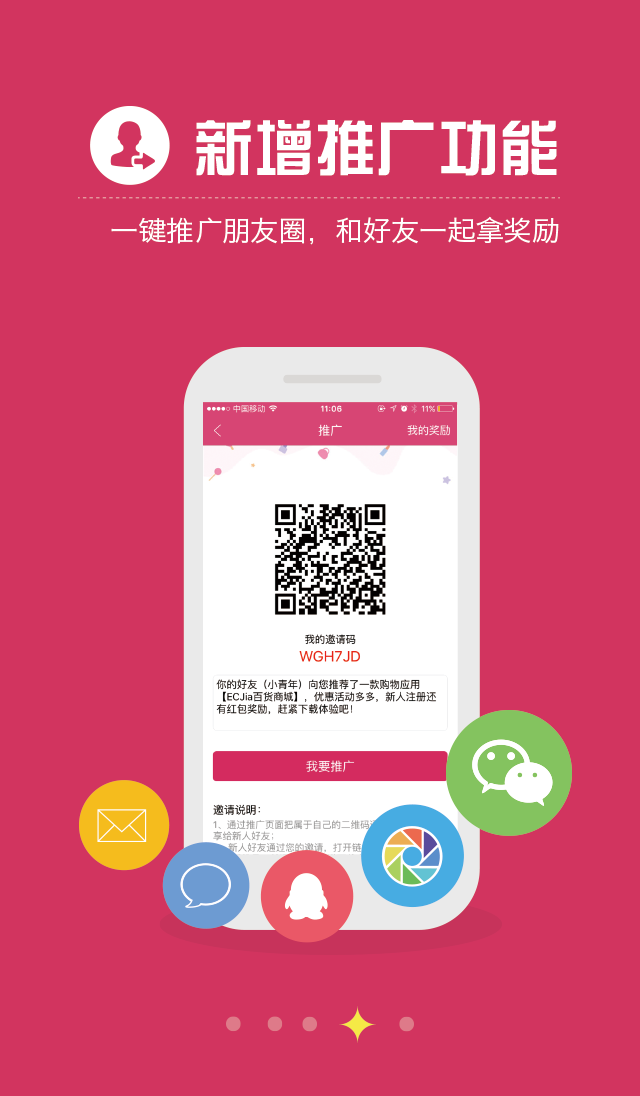 新增推广功能
一键推广朋友圈，和好友一起拿奖励
中国移动 11:06 11%
推广 我的奖励
我的邀请码
WGH7JD
你的好友（小青年）向您推荐了一款购物应用
【ECJia百货商城】，优惠活动多多，新人注册还
有红包奖励，赶紧下载体验吧！
我要推广
邀请说明：
1、通过推广页面把属于自己的二维码
享给新人好友；
新人好友通过您的邀请，打开链